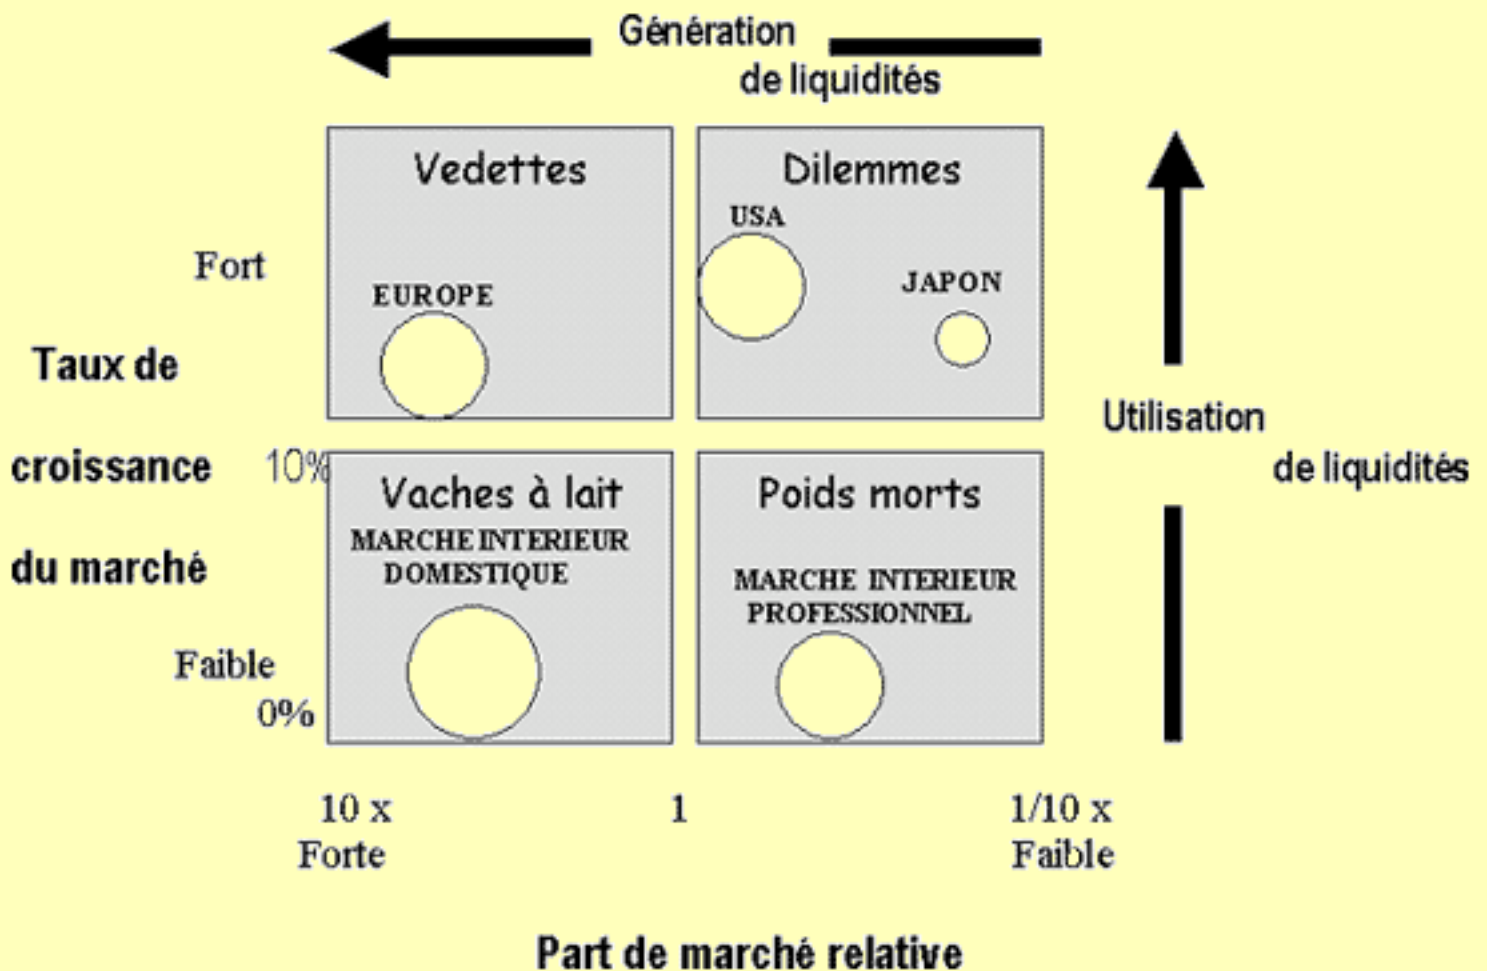 Génération
de liquidités
Vedettes
Dilemmes
USA
Fort
JAPON
EUROPE
Taux de
Utilisation
croissance
10%
de liquidités
Vaches à lait
Poids morts
MARCHE INTERIEUR
DOMESTIQUE
du marché
MARCHE INTERIEUR
PROFESSIONNEL
Faible
0%
10 x
1
1/10 x
Forte
Faible
Part de marché relative